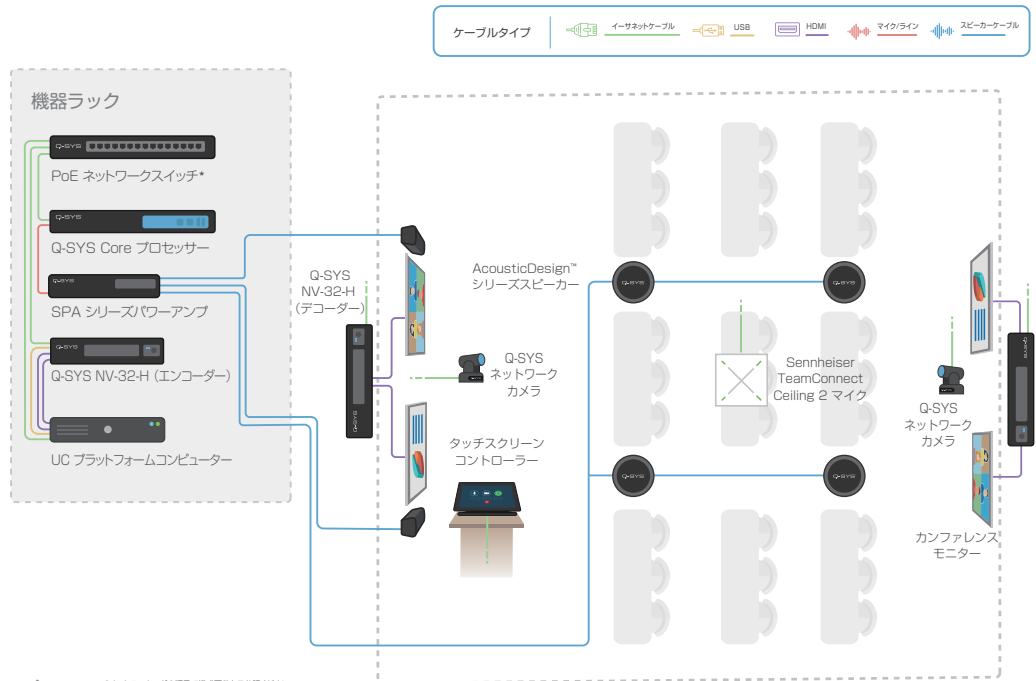 ケーブルタイプ
イーサネットケーブル
USB
HDMI
マイク/ライン
スピーカーケーブル
機器ラック
Q-SYS
PoE ネットワークスイッチ*
Q-SYS
Q-SYS Core プロセッサー
Q-SYS
SPA シリーズパワーアンプ
Q-SYS
Q-SYS NV-32-H（エンコーダー）
UC プラットフォームコンピューター
Q-SYS
NV-32-H
（デコーダー）
Q-SYS
AcousticDesign™
シリーズスピーカー
Q-SYS
ネットワーク
カメラ
タッチスクリーン
コントローラー
Q-SYS
Q-SYS
Q-SYS
Q-SYS
Sennheiser
TeamConnect
Ceiling 2 マイク
Q-SYS
ネットワーク
カメラ
Q-SYS
カンファレンス
モニター